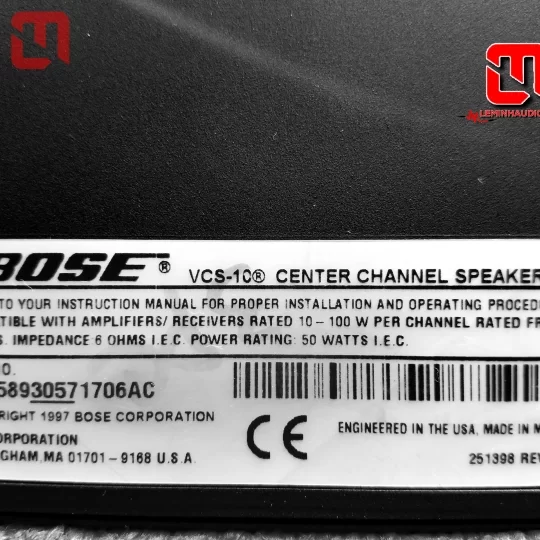 LEMINHAUDIO
BOSE® VCS-10® CENTER CHANNEL SPEAKER
TO YOUR INSTRUCTION MANUAL FOR PROPER INSTALLATION AND OPERATING PROCED
TIBLE WITH AMPLIFIERS/ RECEIVERS RATED 10 – 100 W PER CHANNEL RATED FR
S. IMPEDANCE 6 OHMS I.E.C. POWER RATING: 50 WATTS I.E.C.
O.
58930571706AC
RIGHT 1997 BOSE CORPORATION
CORPORATION
GHAM, MA 01701 - 9168 U.S.A.
CE
ENGINEERED IN THE USA. MADE IN M
251398 REV